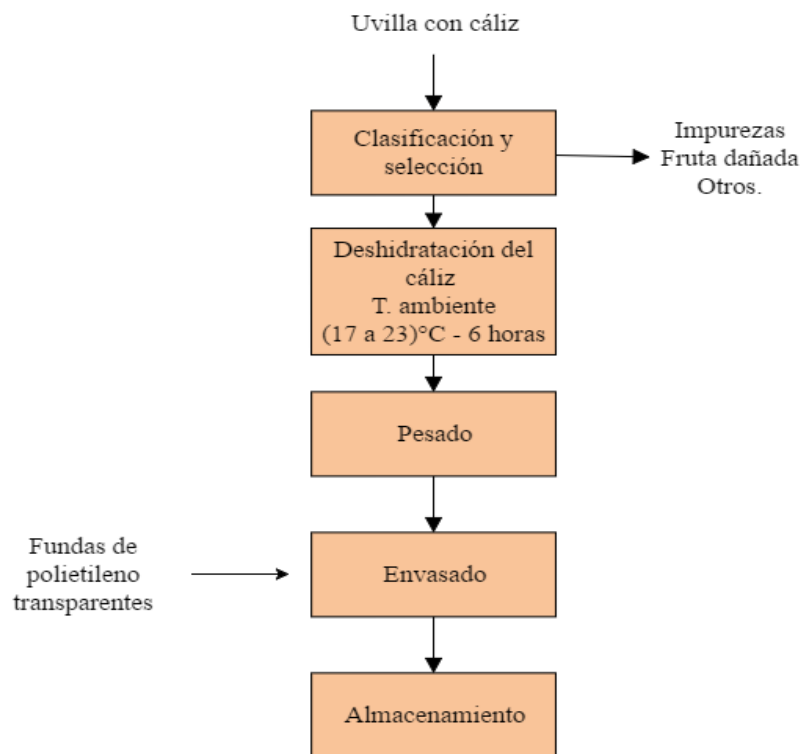 Uvilla con cáliz
Clasificación y
selección
Impurezas
Fruta dañada
Otros.
Deshidratación del
cáliz
T. ambiente
(17 a 23)°C - 6 horas
Pesado
Fundas de
polietileno
transparentes
Envasado
Almacenamiento